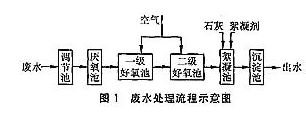 空气
石灰 絮凝剂
废水
调节池
厌氧池
一级好氧池
二级好氧池
絮凝池
沉淀池
出水
图 1 废水处理流程示意图